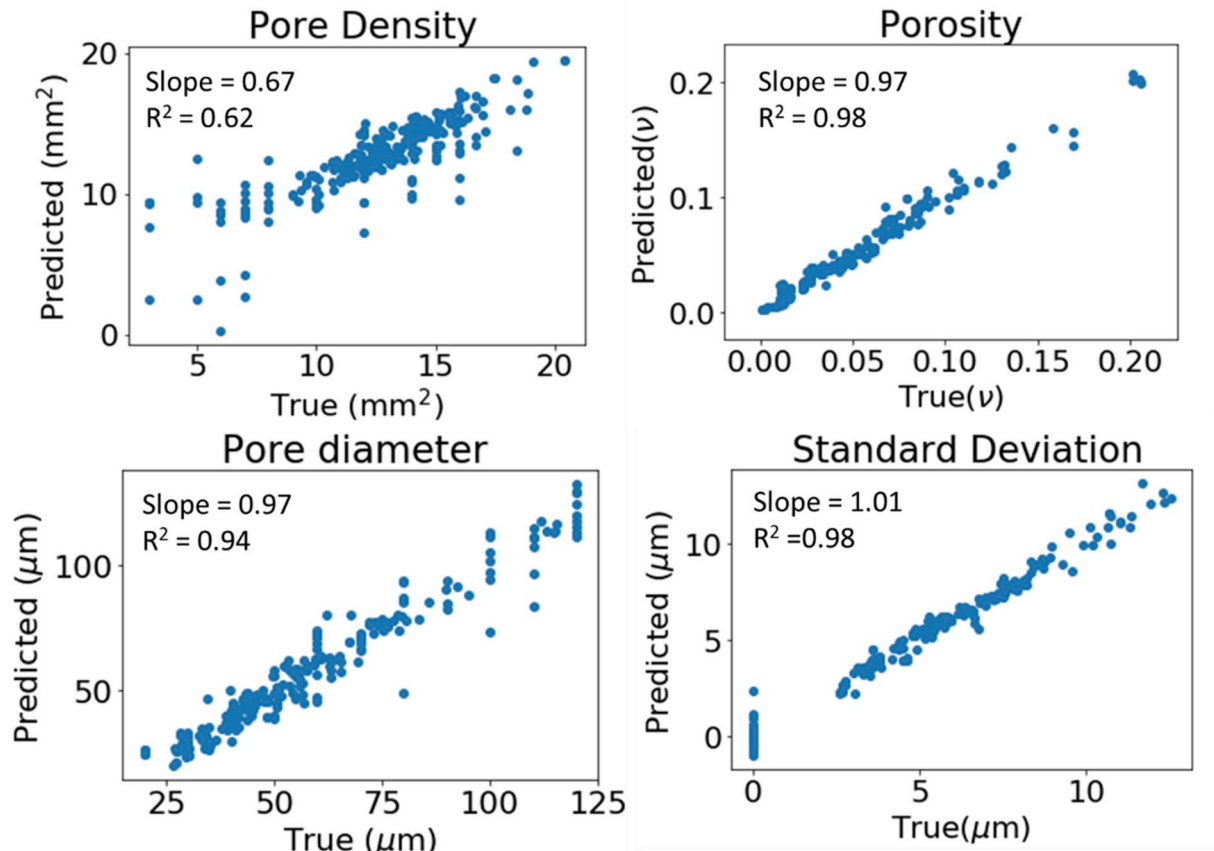 Pore Density
Slope = 0.67
R² = 0.62
Predicted (mm²)
20
10
0
5 10 15 20
True (mm²)
Porosity
Slope = 0.97
R² = 0.98
Predicted(ν)
0.2
0.1
0.0
0.00 0.05 0.10 0.15 0.20
True(ν)
Pore diameter
Slope = 0.97
R² = 0.94
Predicted (μm)
100
50
25 50 75 100 125
True (μm)
Standard Deviation
Slope = 1.01
R² =0.98
Predicted (μm)
10
5
0
0 5 10
True(μm)